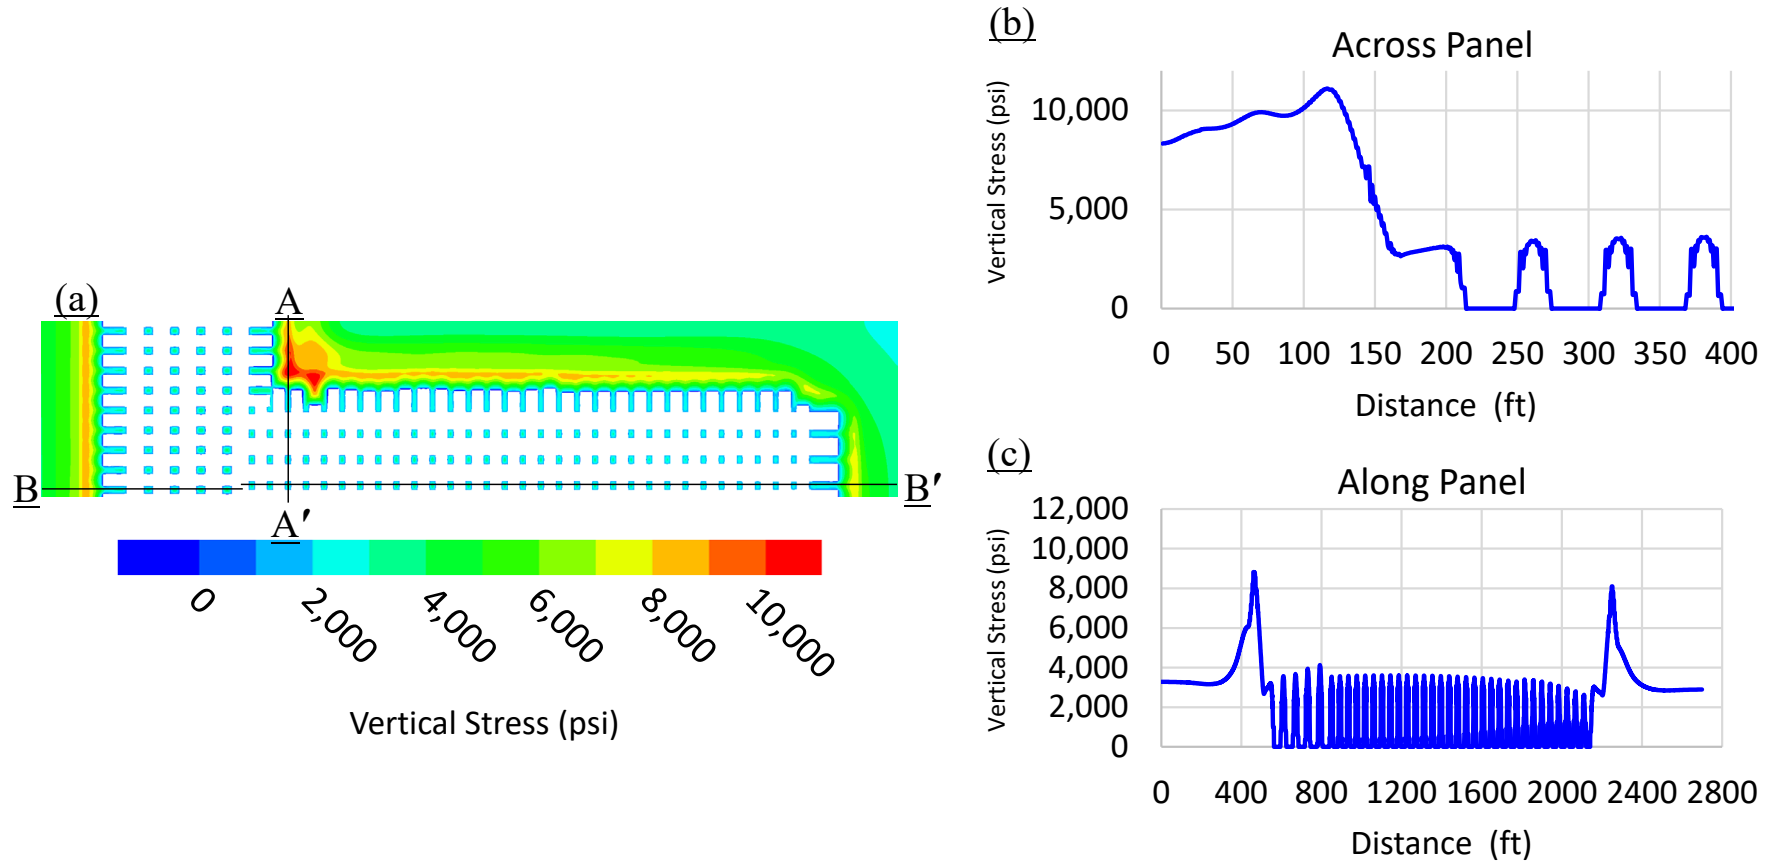 (a)
A
B
B′
A′
0
2,000
4,000
6,000
8,000
10,000
Vertical Stress (psi)
(b)
Across Panel
Vertical Stress (psi)
10,000
5,000
0
0 50 100 150 200 250 300 350 400
Distance (ft)
(c)
Along Panel
Vertical Stress (psi)
12,000
10,000
8,000
6,000
4,000
2,000
0
0 400 800 1200 1600 2000 2400 2800
Distance (ft)